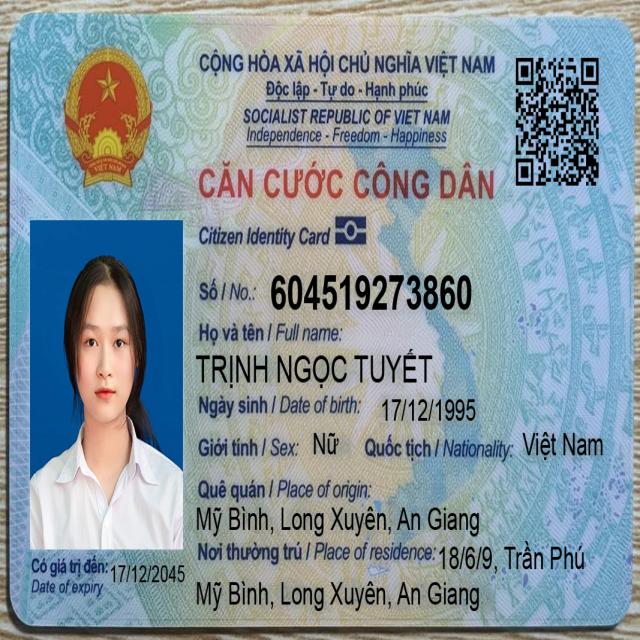 CỘNG HÒA XÃ HỘI CHỦ NGHĨA VIỆT NAM
Độc lập - Tự do - Hạnh phúc
SOCIALIST REPUBLIC OF VIET NAM
Independence - Freedom - Happiness
CĂN CƯỚC CÔNG DÂN
Citizen Identity Card
Số / No.: 604519273860
Họ và tên / Full name:
TRỊNH NGỌC TUYẾT
Ngày sinh / Date of birth: 17/12/1995
Giới tính / Sex: Nữ Quốc tịch / Nationality: Việt Nam
Quê quán / Place of origin:
Mỹ Bình, Long Xuyên, An Giang
Nơi thường trú / Place of residence: 18/6/9, Trần Phú
Mỹ Bình, Long Xuyên, An Giang
Có giá trị đến: 17/12/2045
Date of expiry
VIỆT NAM